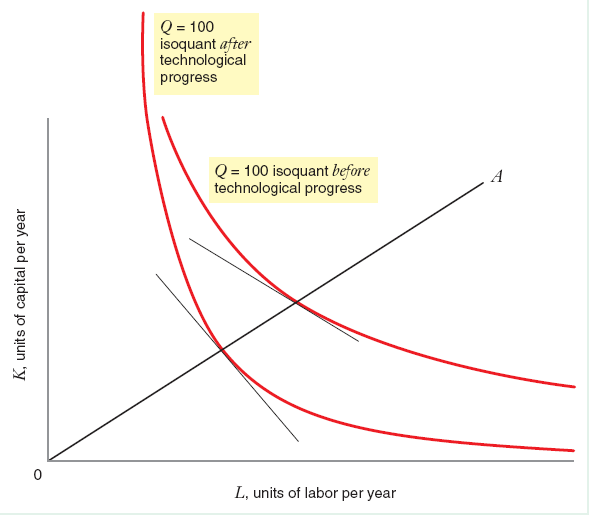 Q = 100
isoquant after
technological
progress
Q = 100 isoquant before
technological progress
A
K, units of capital per year
0
L, units of labor per year